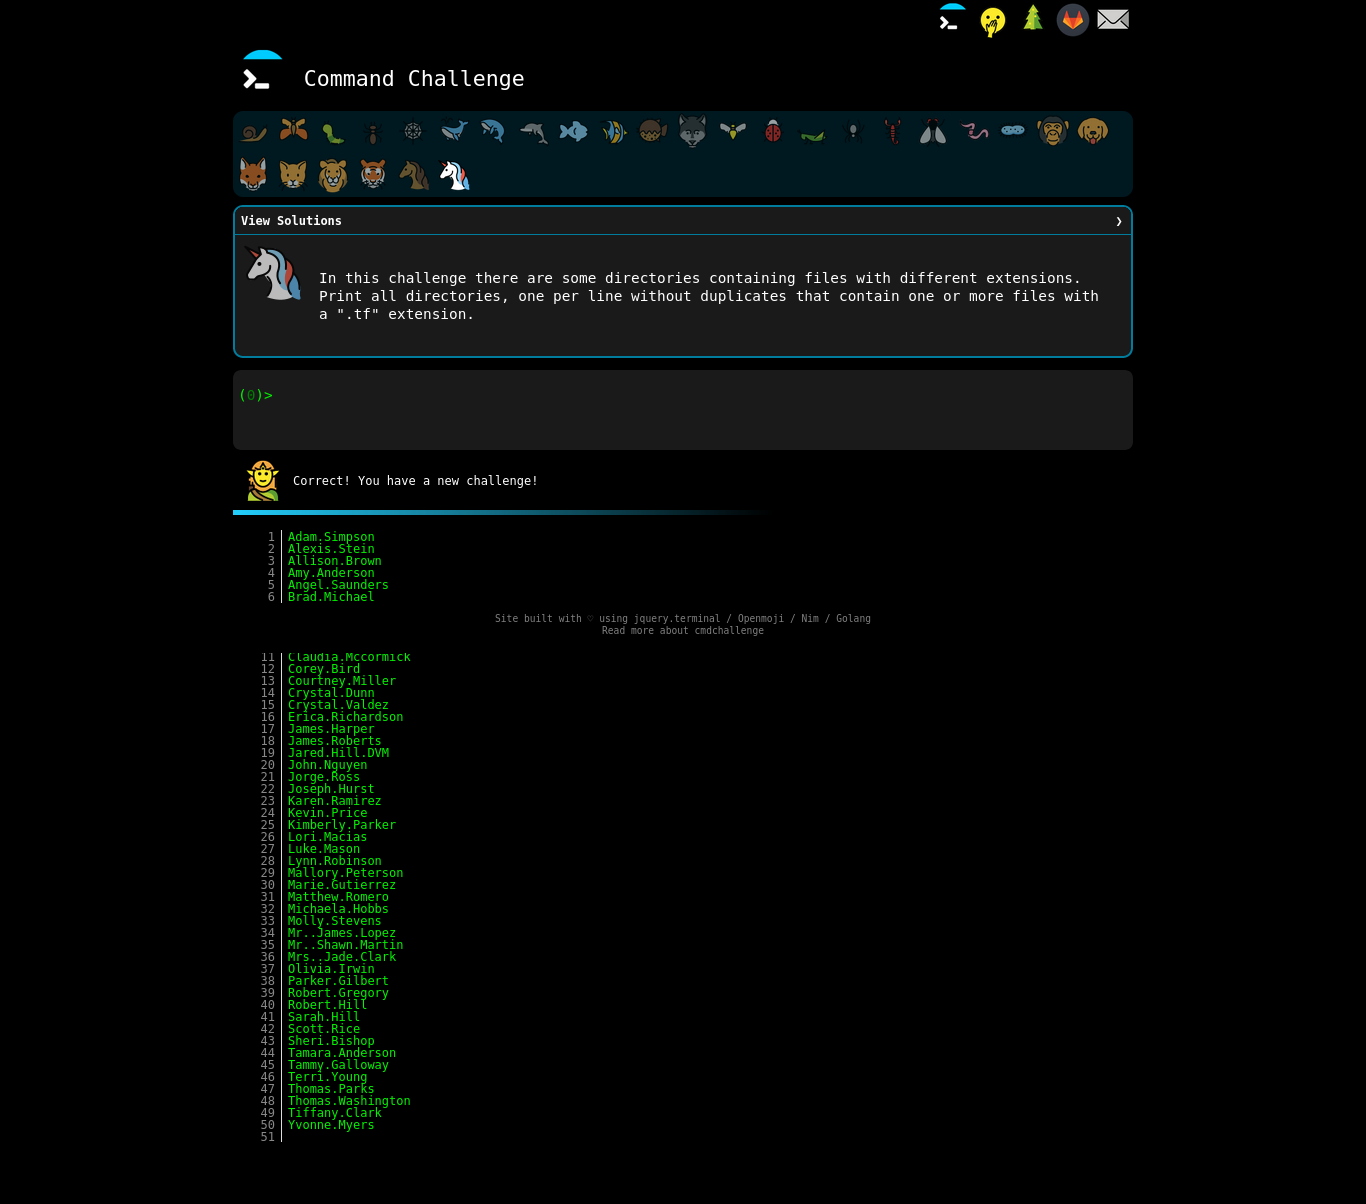 Command Challenge
View Solutions ❯
In this challenge there are some directories containing files with different extensions.
Print all directories, one per line without duplicates that contain one or more files with
a ".tf" extension.
(0)>
Correct! You have a new challenge!
1 Adam.Simpson
2 Alexis.Stein
3 Allison.Brown
4 Amy.Anderson
5 Angel.Saunders
6 Brad.Michael
Site built with ♡ using jquery.terminal / Openmoji / Nim / Golang
Read more about cmdchallenge
11 Claudia.Mccormick
12 Corey.Bird
13 Courtney.Miller
14 Crystal.Dunn
15 Crystal.Valdez
16 Erica.Richardson
17 James.Harper
18 James.Roberts
19 Jared.Hill.DVM
20 John.Nguyen
21 Jorge.Ross
22 Joseph.Hurst
23 Karen.Ramirez
24 Kevin.Price
25 Kimberly.Parker
26 Lori.Macias
27 Luke.Mason
28 Lynn.Robinson
29 Mallory.Peterson
30 Marie.Gutierrez
31 Matthew.Romero
32 Michaela.Hobbs
33 Molly.Stevens
34 Mr..James.Lopez
35 Mr..Shawn.Martin
36 Mrs..Jade.Clark
37 Olivia.Irwin
38 Parker.Gilbert
39 Robert.Gregory
40 Robert.Hill
41 Sarah.Hill
42 Scott.Rice
43 Sheri.Bishop
44 Tamara.Anderson
45 Tammy.Galloway
46 Terri.Young
47 Thomas.Parks
48 Thomas.Washington
49 Tiffany.Clark
50 Yvonne.Myers
51